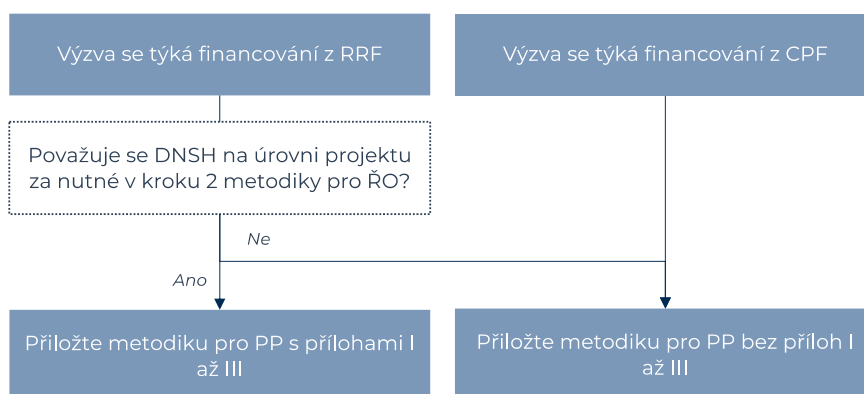 Výzva se týká financování z RRF
Výzva se týká financování z CPF
Považuje se DNSH na úrovni projektu
za nutné v kroku 2 metodiky pro ŘO?
Ne
Ano
Přiložte metodiku pro PP s přílohami I
až III
Přiložte metodiku pro PP bez příloh I
až III